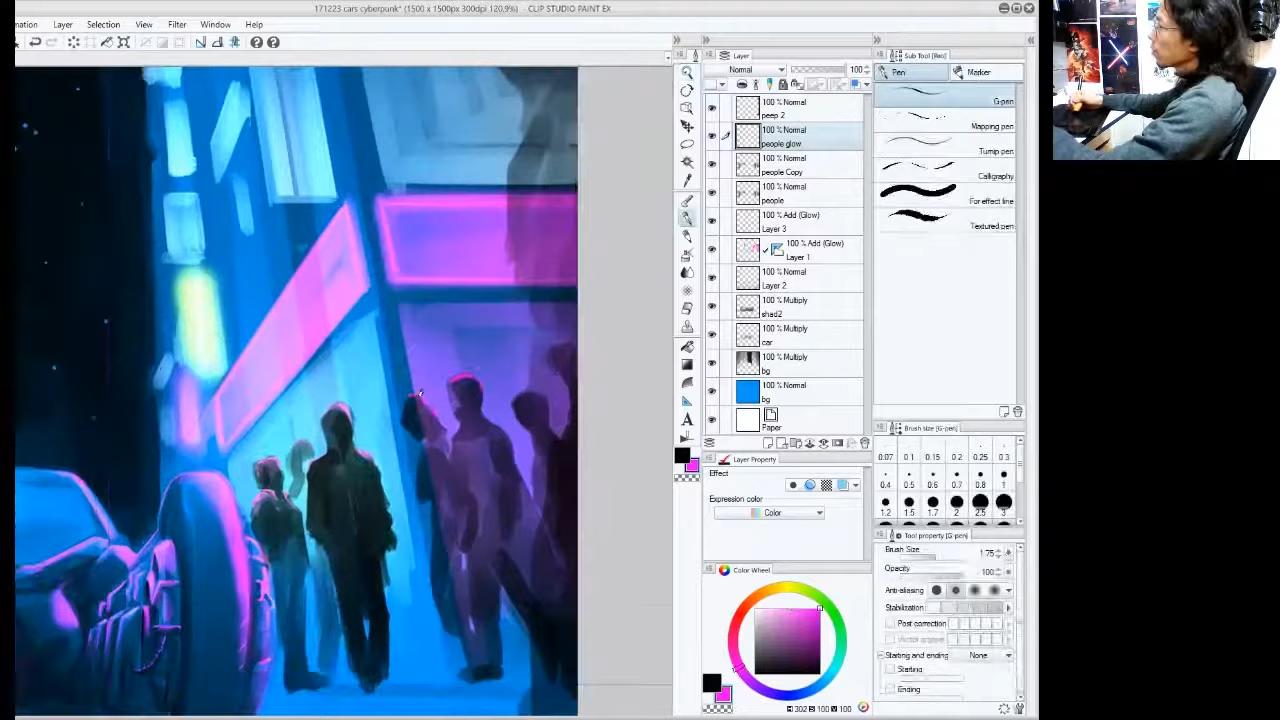 171223 cars cyberpunk* (1500 x 1500px 300dpi 120.9%) - CLIP STUDIO PAINT EX
mation Layer Selection View Filter Window Help
Layer
Normal 100
100 % Normal
peep 2
100 % Normal
people glow
100 % Normal
people Copy
100 % Normal
people
100 % Add (Glow)
Layer 3
100 % Add (Glow)
Layer 1
100 % Normal
Layer 2
100 % Multiply
shad2
100 % Multiply
car
100 % Multiply
bg
100 % Normal
bg
Paper
Layer Property
Effect
Expression color
Color
Color Wheel
H 302 S 100 V 100
Sub Tool [Pen]
Pen Marker
G-pen
Mapping pen
Turnip pen
Calligraphy
For effect line
Textured pen
Brush size [G-pen]
0.07 0.1 0.15 0.2 0.25 0.3
0.4 0.5 0.6 0.7 0.8 1
1.2 1.5 1.7 2 2.5 3
Tool property [G-pen]
Brush Size 1.75
Opacity 100
Anti-aliasing
Stabilization
Post correction
Starting and ending None
Starting
Ending